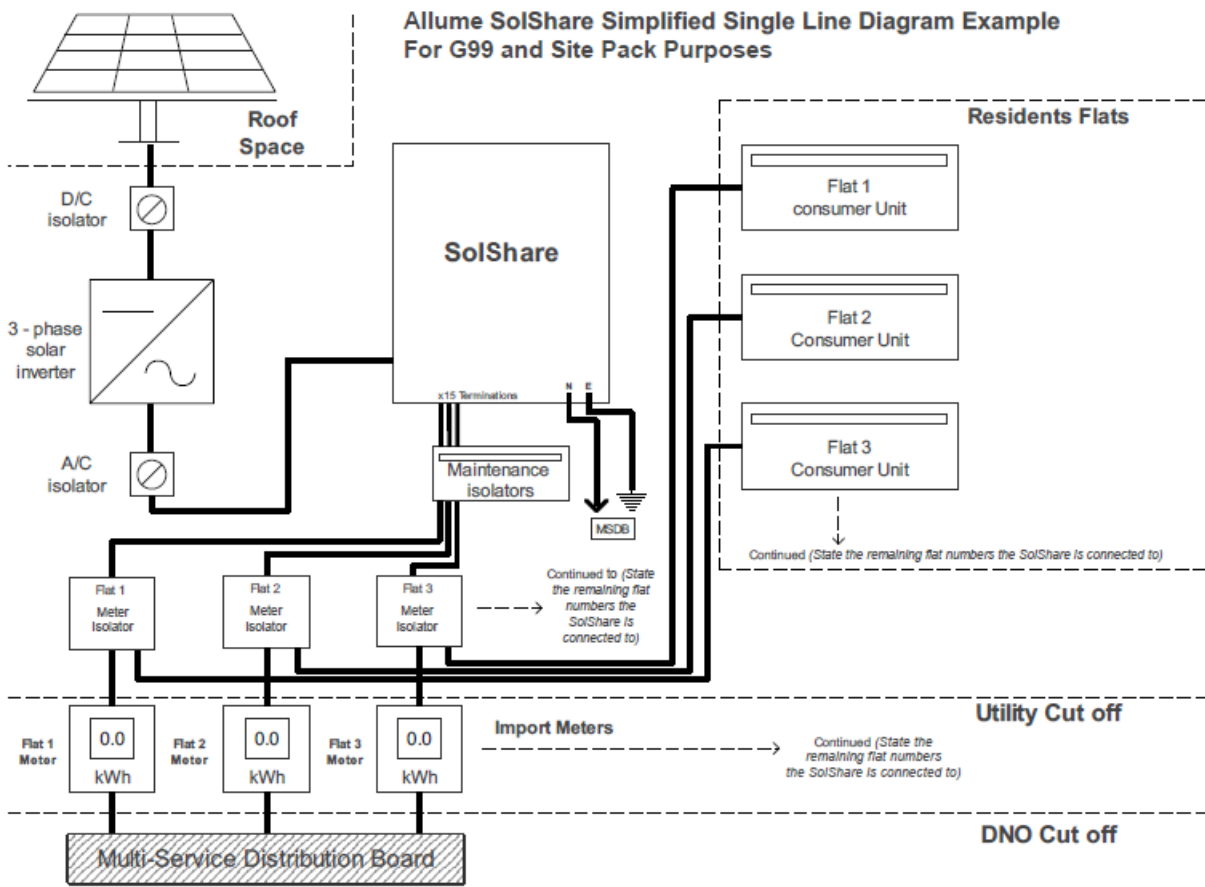 Allume SolShare Simplified Single Line Diagram Example
For G99 and Site Pack Purposes
Roof
Space
Residents Flats
D/C
isolator
SolShare
Flat 1
consumer Unit
3 - phase
solar
inverter
Flat 2
Consumer Unit
x15 Terminations
N E
Flat 3
Consumer Unit
A/C
isolator
Maintenance
isolators
MSDB
Continued (State the remaining flat numbers the SolShare is connected to)
Flat 1
Meter
Isolator
Flat 2
Meter
Isolator
Flat 3
Meter
Isolator
Continued to (State
the remaining flat
numbers the
SolShare is
connected to)
Utility Cut off
Flat 1
Meter
0.0
kWh
Flat 2
Meter
0.0
kWh
Flat 3
Meter
0.0
kWh
Import Meters
Continued (State the
remaining flat numbers
the SolShare is connected to)
DNO Cut off
Multi-Service Distribution Board